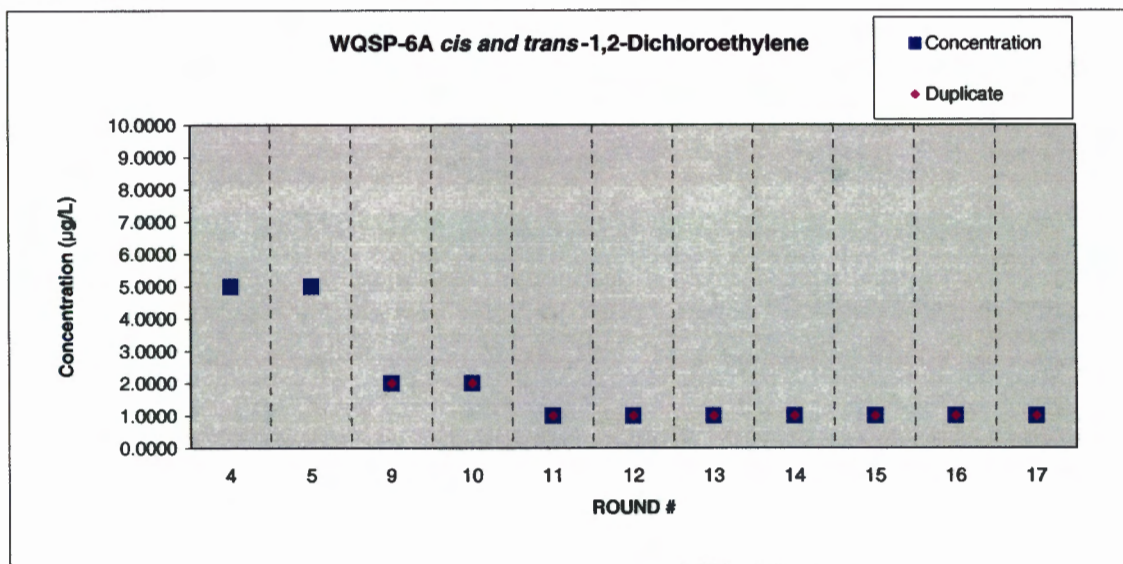 WQSP-6A cis and trans-1,2-Dichloroethylene
Concentration
Duplicate
10.0000
9.0000
8.0000
7.0000
6.0000
5.0000
4.0000
3.0000
2.0000
1.0000
0.0000
Concentration (µg/L)
4 5 9 10 11 12 13 14 15 16 17
ROUND #